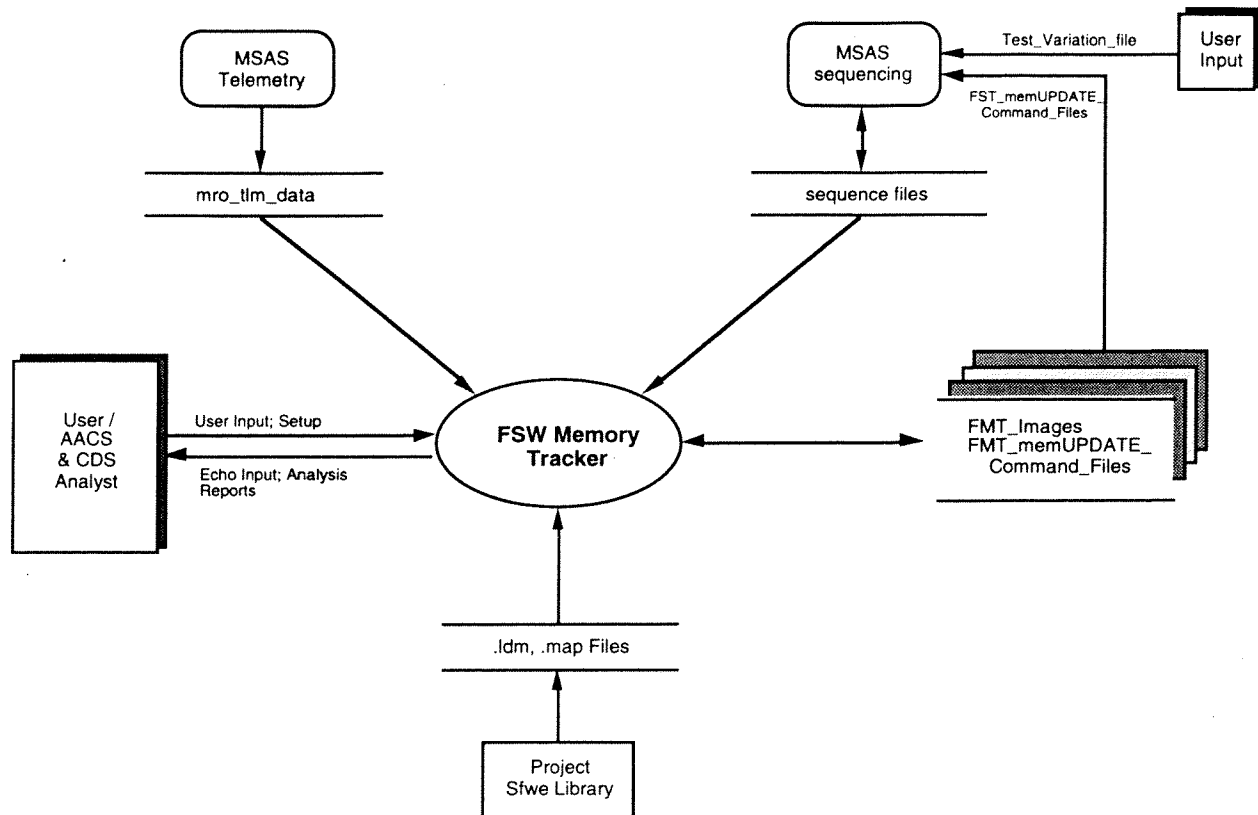 MSAS
Telemetry
MSAS
sequencing
Test_Variation_file
User
Input
FST_memUPDATE_
Command_Files
mro_tlm_data
sequence files
User /
AACS
& CDS
Analyst
User Input; Setup
Echo Input; Analysis
Reports
FSW Memory
Tracker
FMT_Images
FMT_memUPDATE_
Command_Files
.ldm, .map Files
Project
Sfwe Library